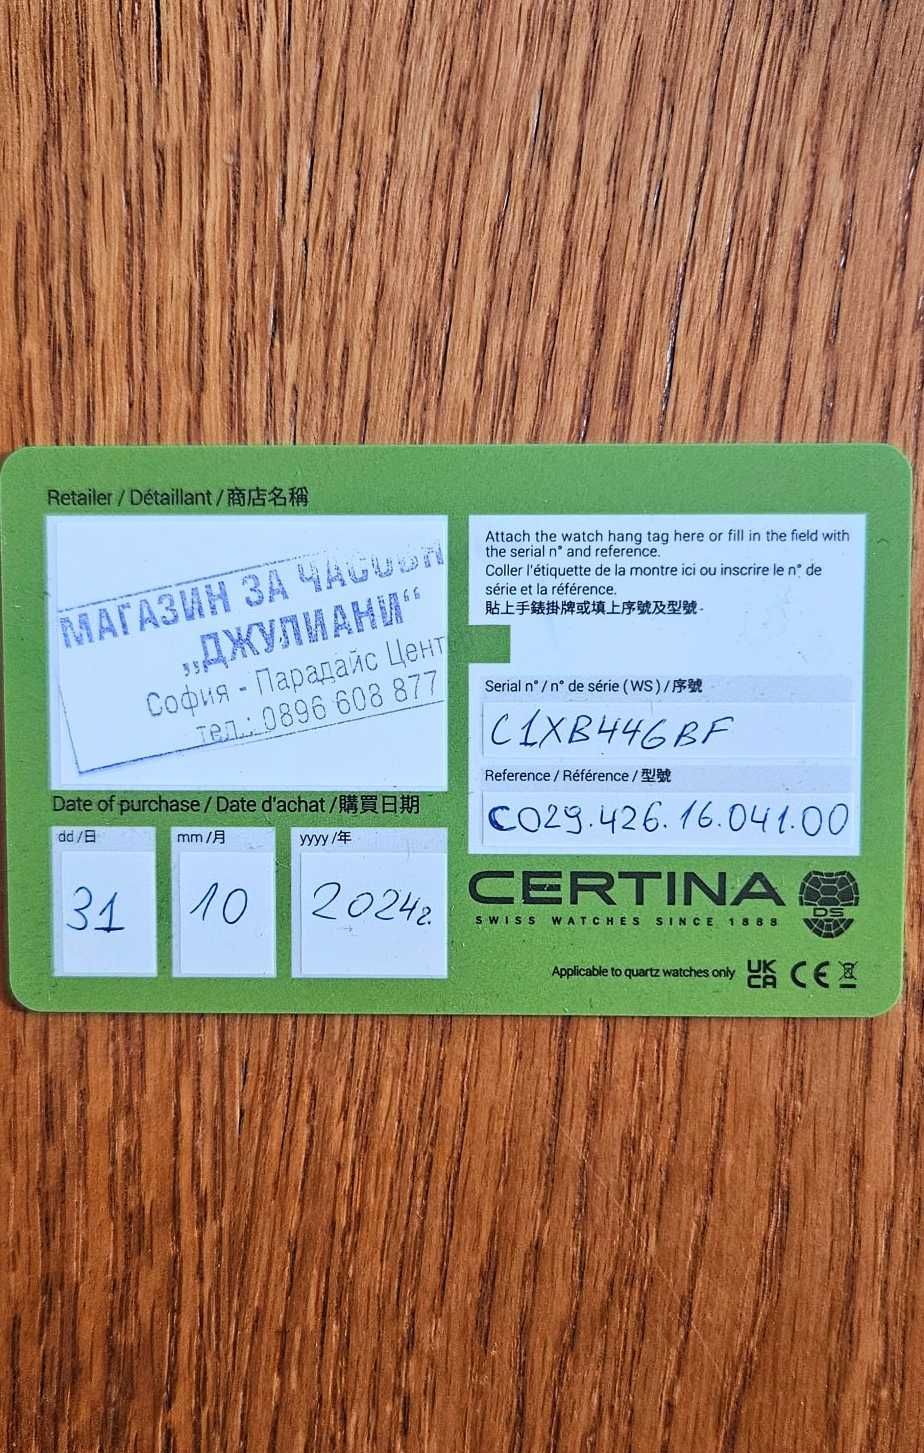 Retailer / Détaillant / 商店名稱
МАГАЗИН ЗА ЧАСОВН
„ДЖУЛИАНИ“
София - Парадайс Цент
тел.: 0896 608 877
Date of purchase / Date d'achat / 購買日期
dd / 日
mm / 月
yyyy / 年
31
10
2024г.
Attach the watch hang tag here or fill in the field with
the serial n° and reference.
Coller l'étiquette de la montre ici ou inscrire le n° de
série et la référence.
貼上手錶掛牌或填上序號及型號。
Serial n° / n° de série ( WS ) / 序號
C1XB446BF
Reference / Référence / 型號
C029.426.16.041.00
CERTINA
SWISS WATCHES SINCE 1888
DS
Applicable to quartz watches only
UK
CA
CE